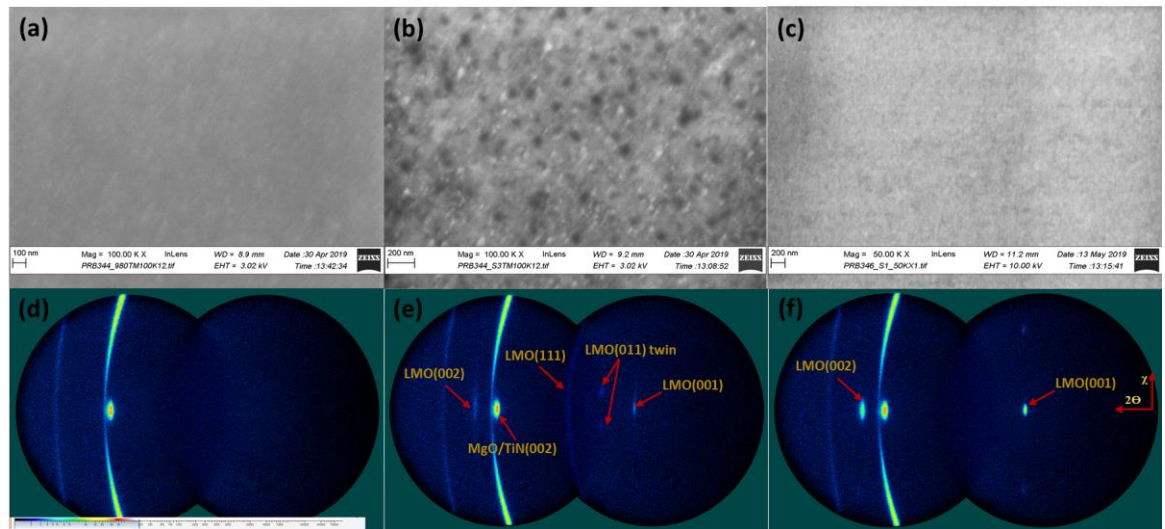 (a)
(b)
(c)
100 nm
Mag = 100.00 K X
InLens
WD = 8.9 mm
Date :30 Apr 2019
ZEISS
PRB344_980TM100K12.tif
EHT = 3.02 kV
Time :13:42:34
200 nm
Mag = 100.00 K X
InLens
WD = 9.2 mm
Date :30 Apr 2019
ZEISS
PRB344_S3TM100K12.tif
EHT = 3.02 kV
Time :13:08:52
200 nm
Mag = 50.00 K X
InLens
WD = 11.2 mm
Date :13 May 2019
ZEISS
PRB346_S1_50KX1.tif
EHT = 10.00 kV
Time :13:15:41
(d)
(e)
LMO(002)
LMO(111)
LMO(011) twin
LMO(001)
MgO/TiN(002)
(f)
LMO(002)
LMO(001)
χ
2Θ